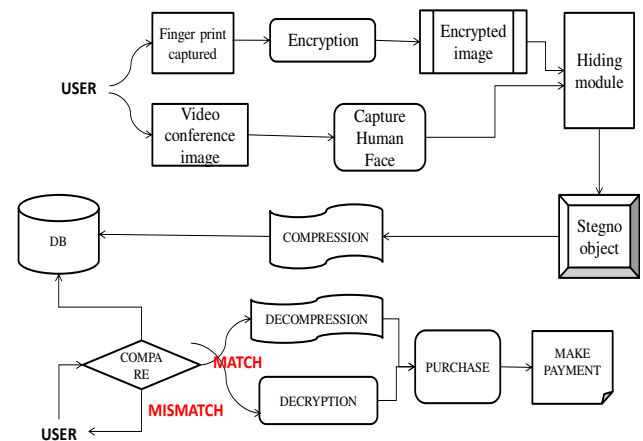 Finger print
captured
Encryption
Encrypted
image
Hiding
module
USER
Video
conference
image
Capture
Human
Face
DB
COMPRESSION
Stegno
object
DECOMPRESSION
COMPA
RE
MATCH
PURCHASE
MAKE
PAYMENT
DECRYPTION
MISMATCH
USER